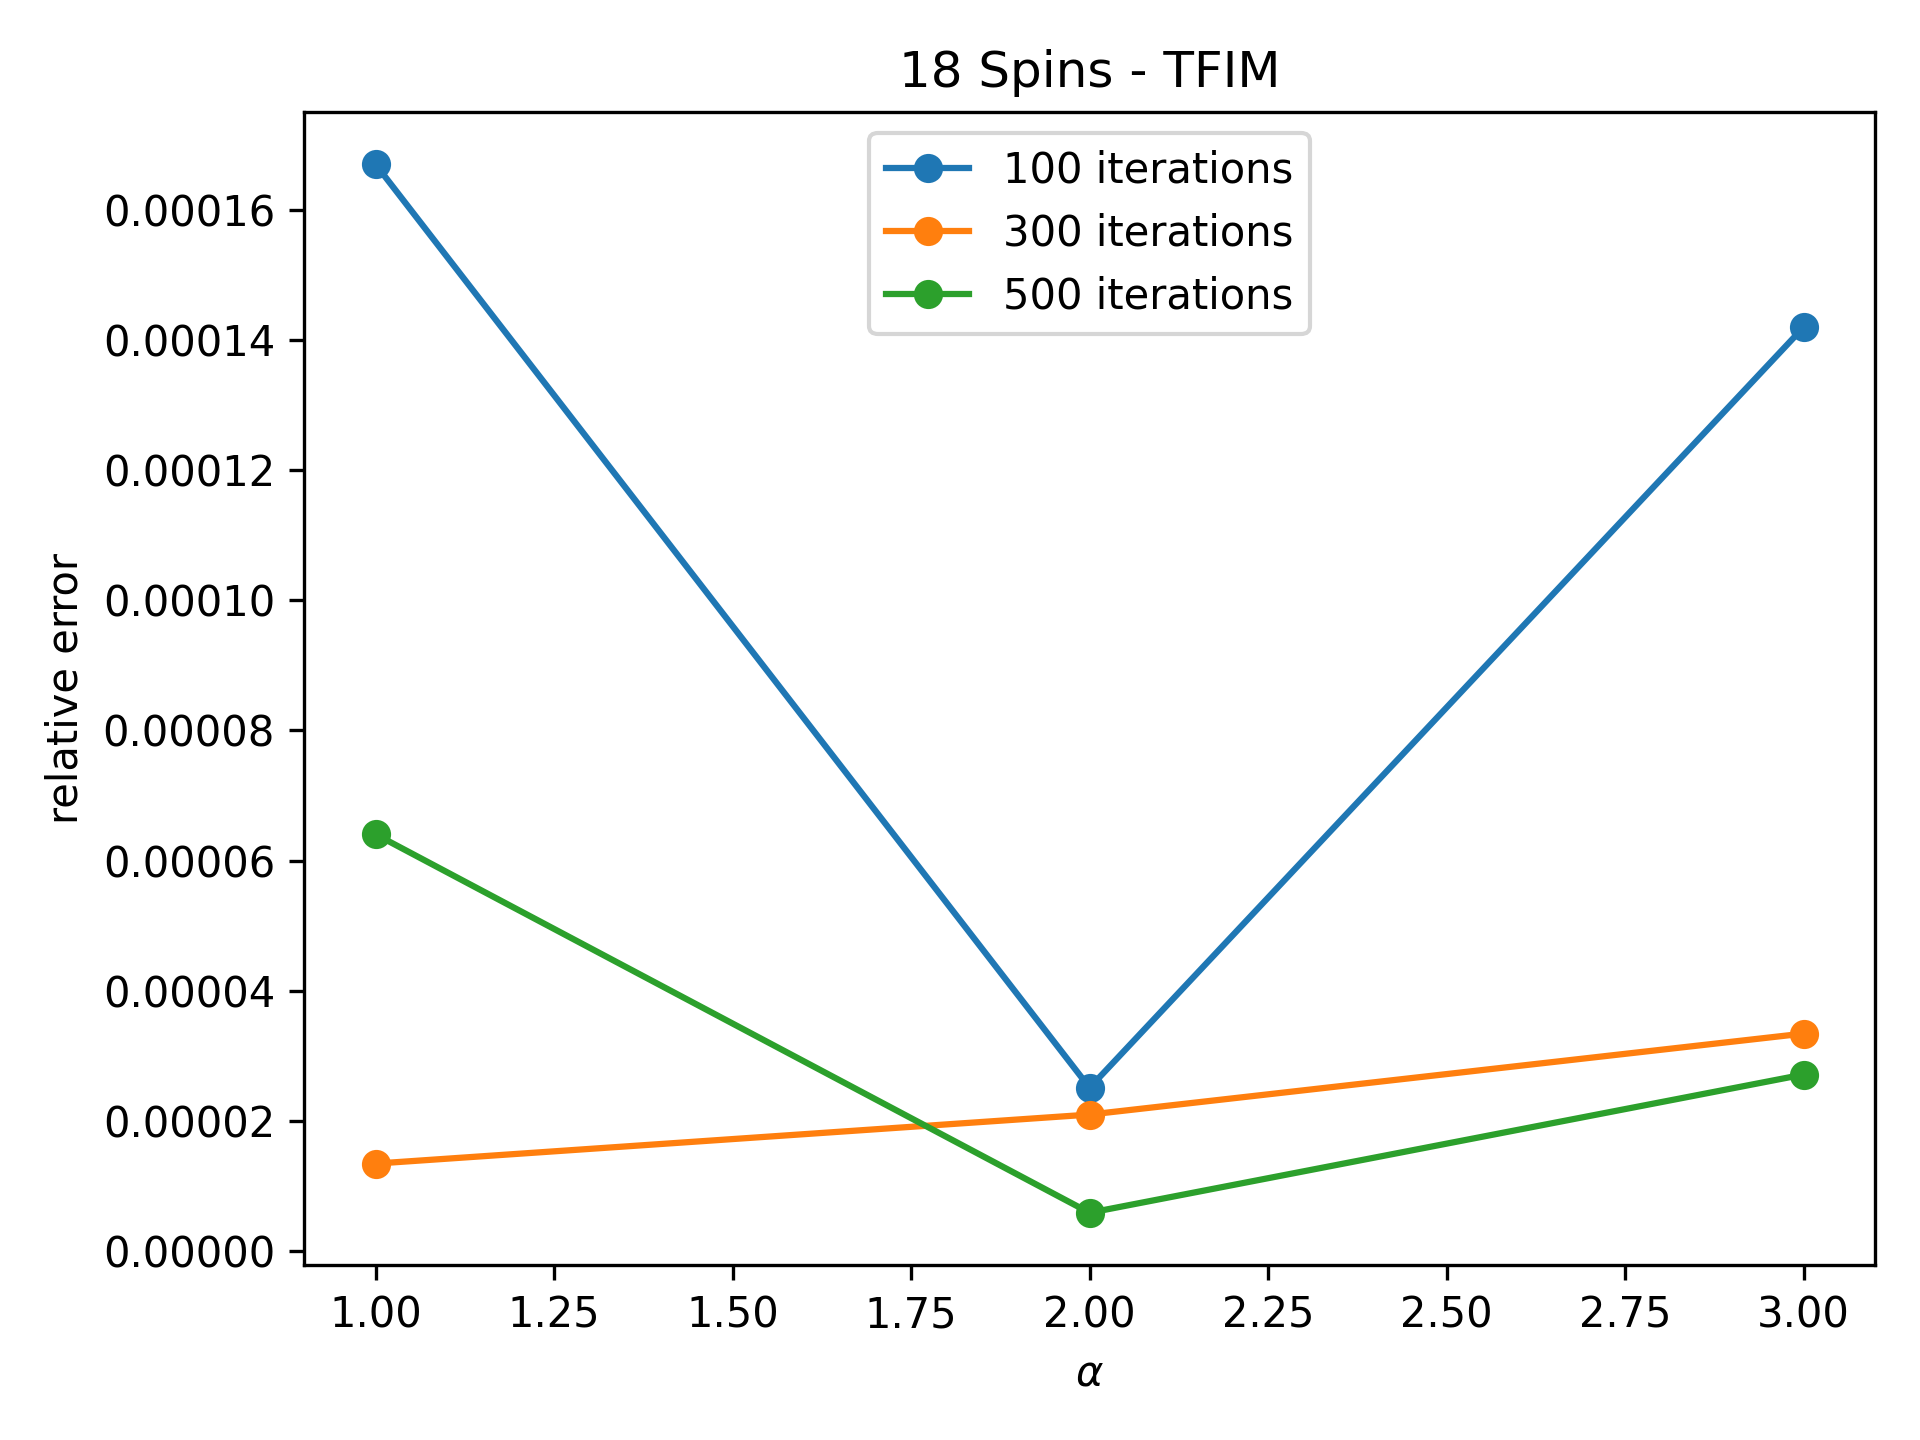 18 Spins - TFIM
100 iterations
300 iterations
500 iterations
relative error
0.00016
0.00014
0.00012
0.00010
0.00008
0.00006
0.00004
0.00002
0.00000
1.00 1.25 1.50 1.75 2.00 2.25 2.50 2.75 3.00
α